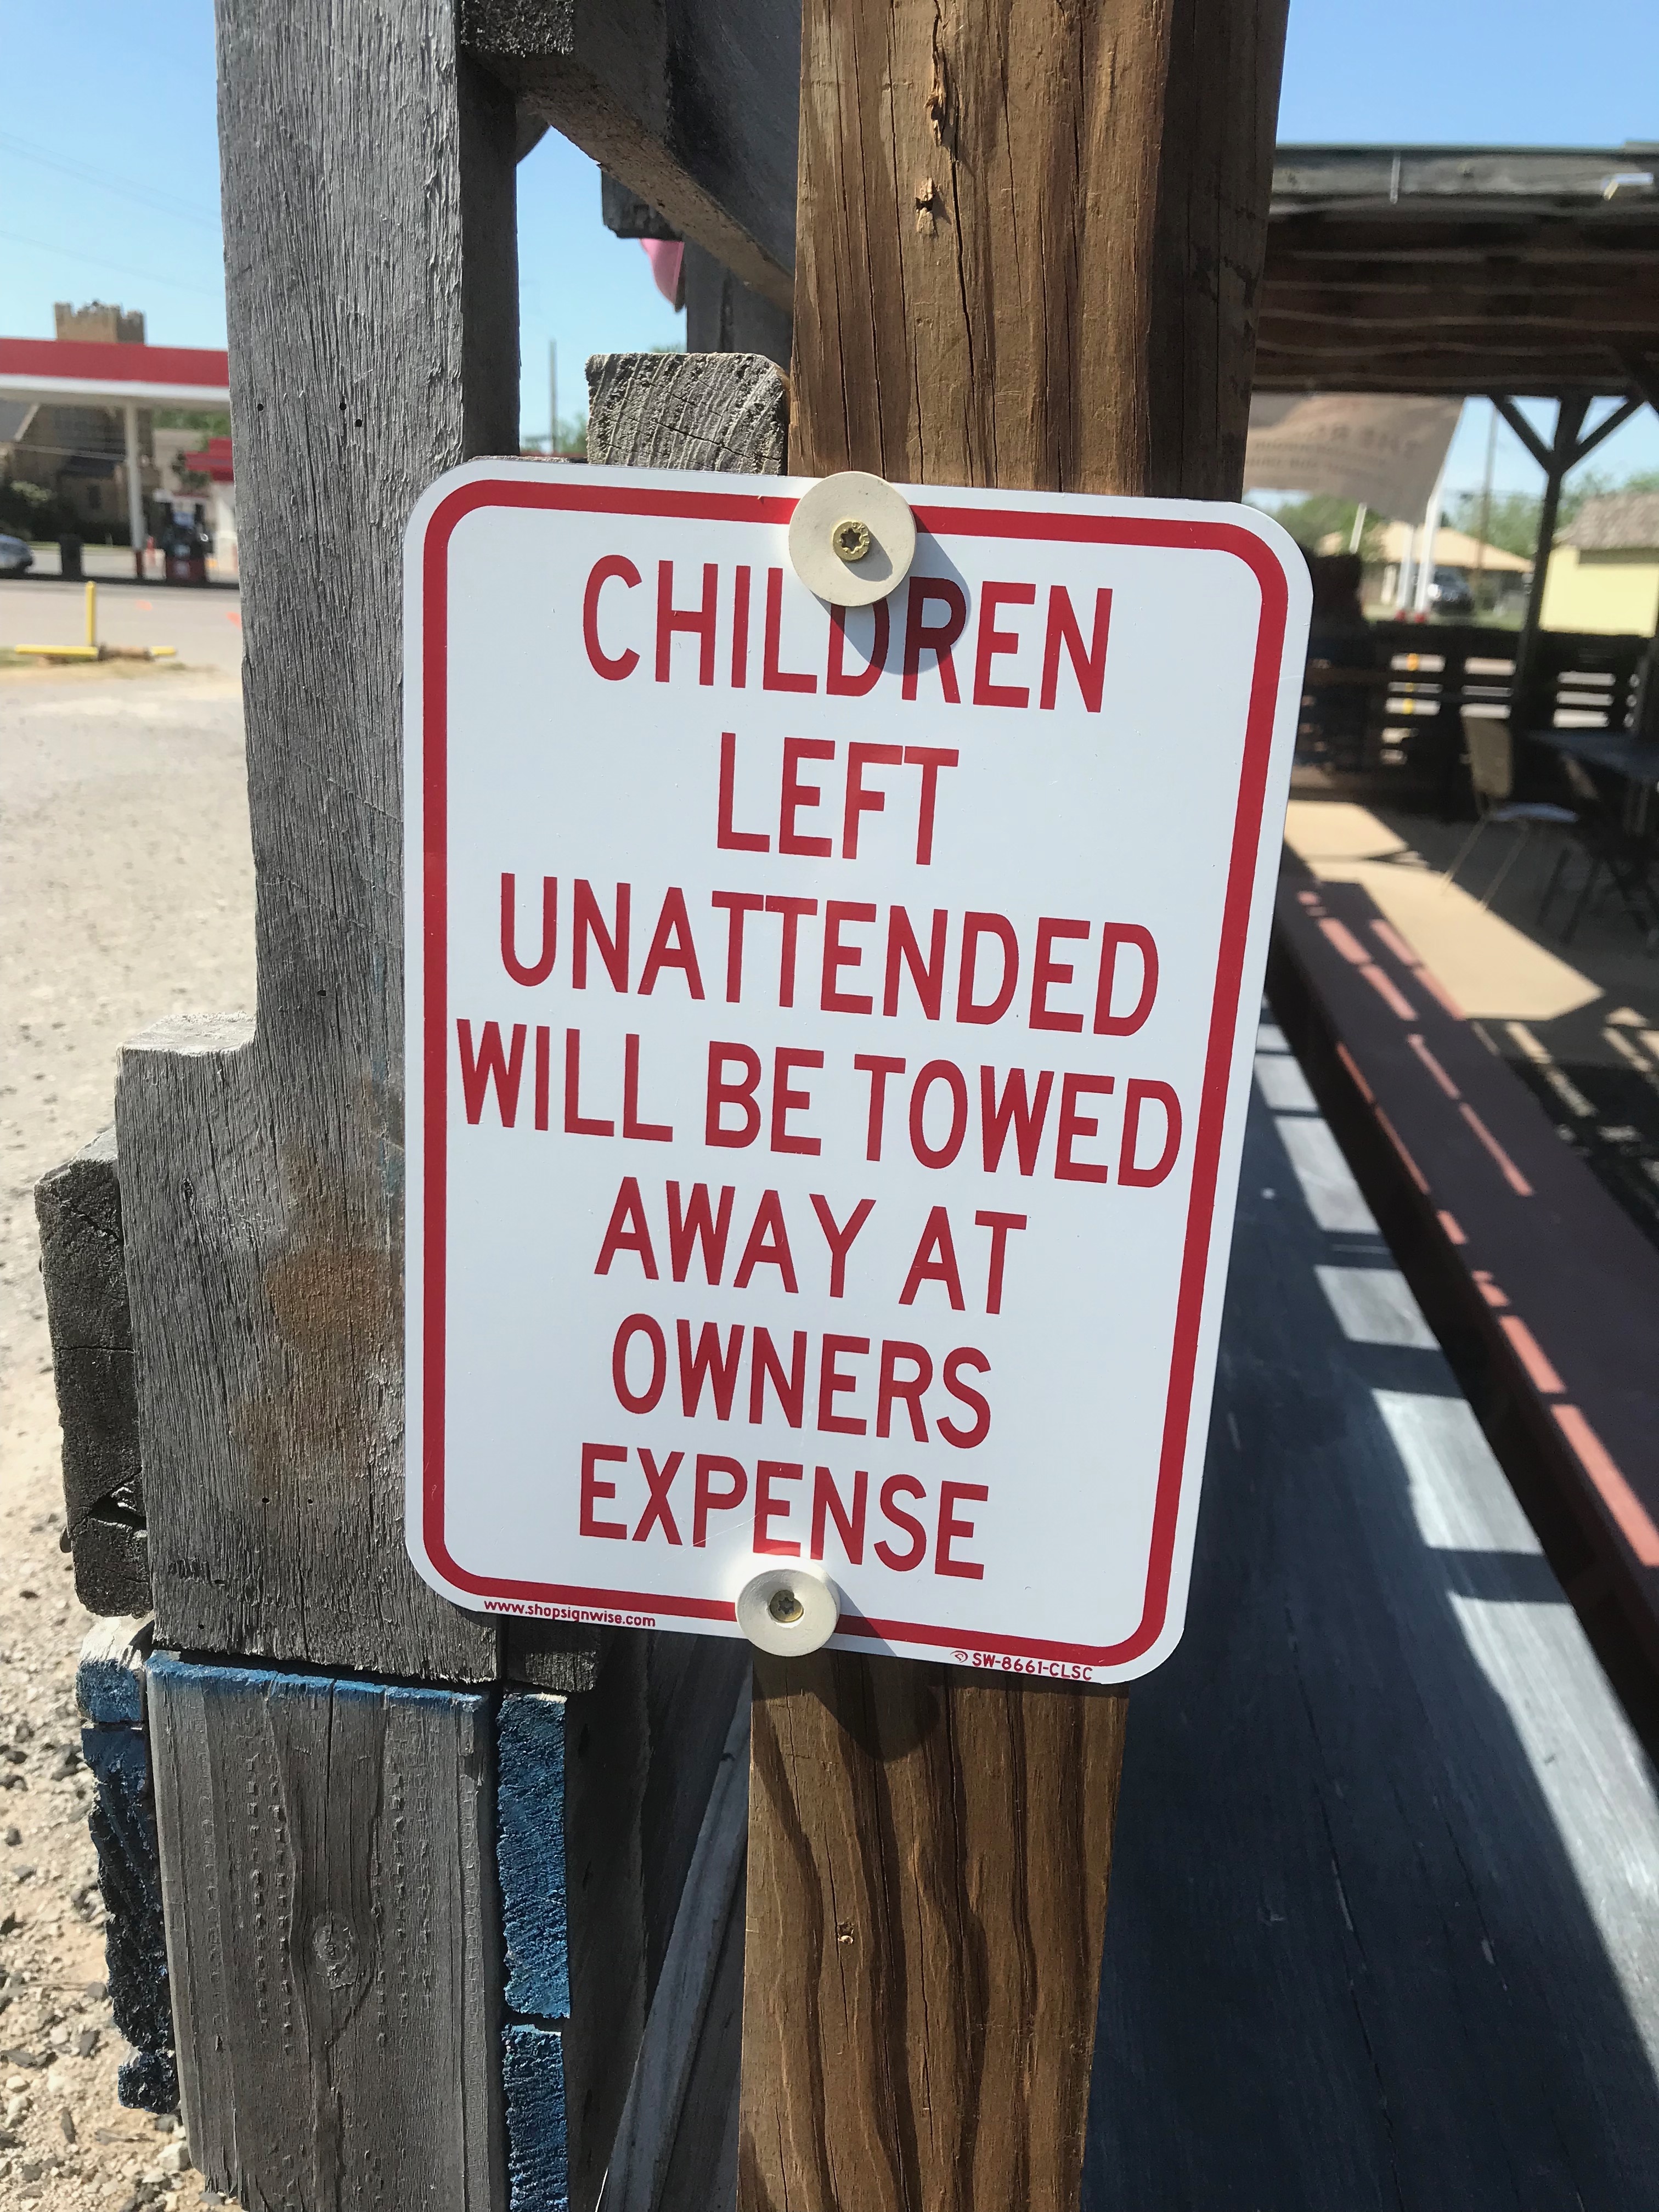 CHILDREN
LEFT
UNATTENDED
WILL BE TOWED
AWAY AT
OWNERS
EXPENSE
www.shopsignwise.com
SW-8661-CLSC